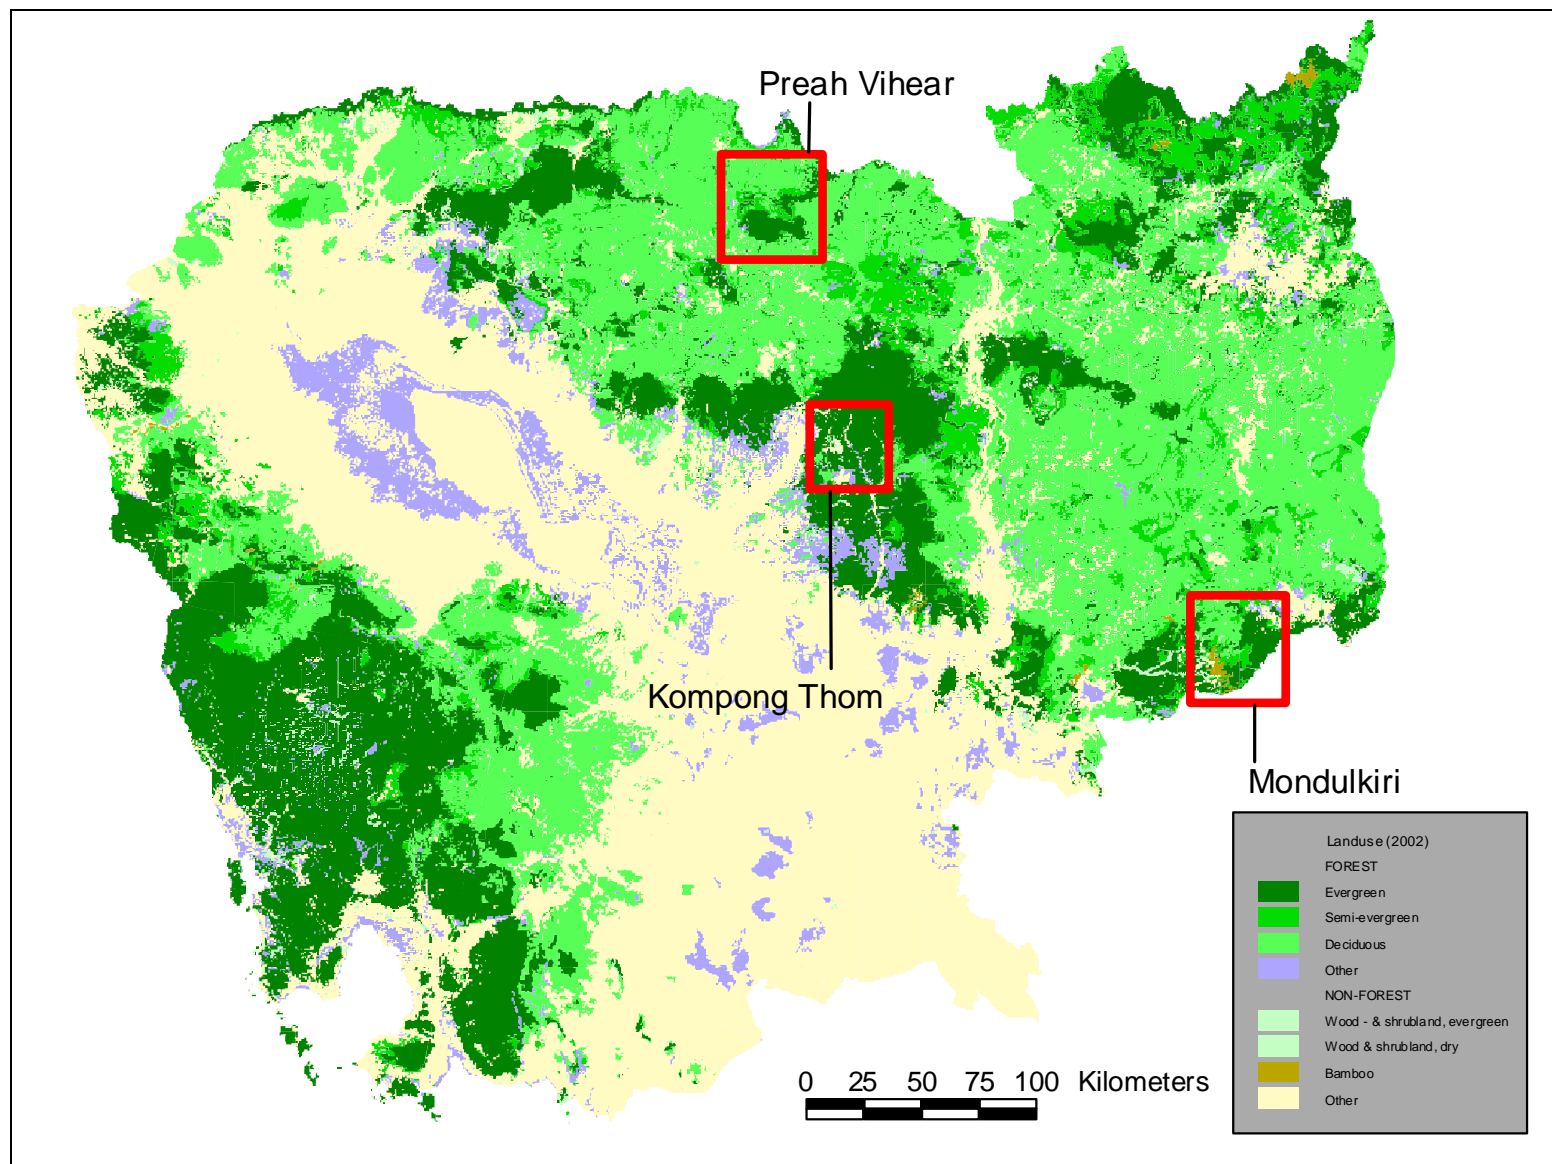 Preah Vihear
Kompong Thom
Mondulkiri
Landuse (2002)
FOREST
Evergreen
Semi-evergreen
Deciduous
Other
NON-FOREST
Wood - & shrubland, evergreen
Wood & shrubland, dry
Bamboo
Other
0 25 50 75 100 Kilometers